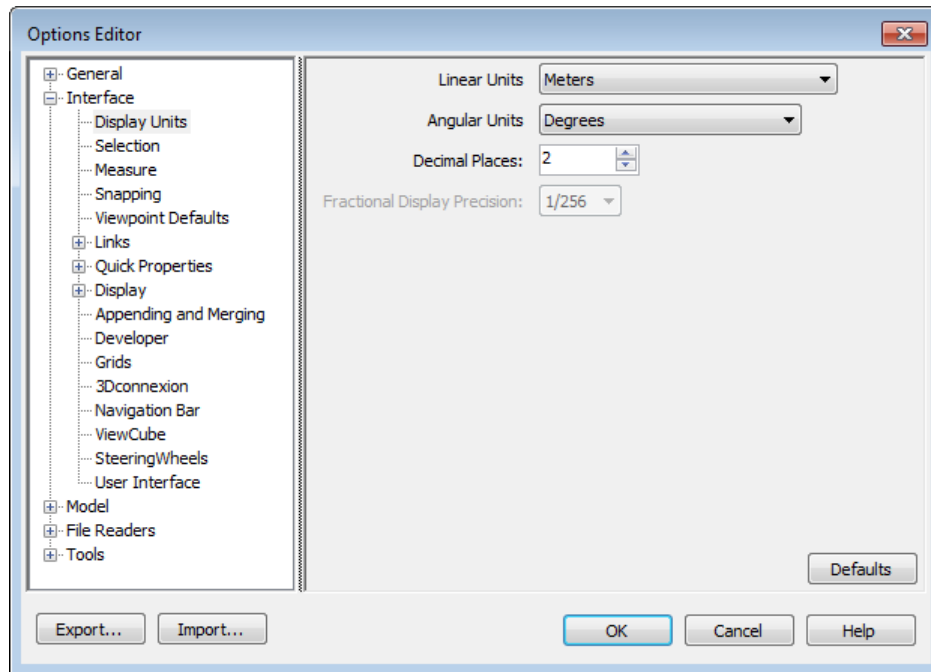 Options Editor
General
Interface
Display Units
Selection
Measure
Snapping
Viewpoint Defaults
Links
Quick Properties
Display
Appending and Merging
Developer
Grids
3Dconnexion
Navigation Bar
ViewCube
SteeringWheels
User Interface
Model
File Readers
Tools
Linear Units Meters
Angular Units Degrees
Decimal Places: 2
Fractional Display Precision: 1/256
Defaults
Export... Import... OK Cancel Help